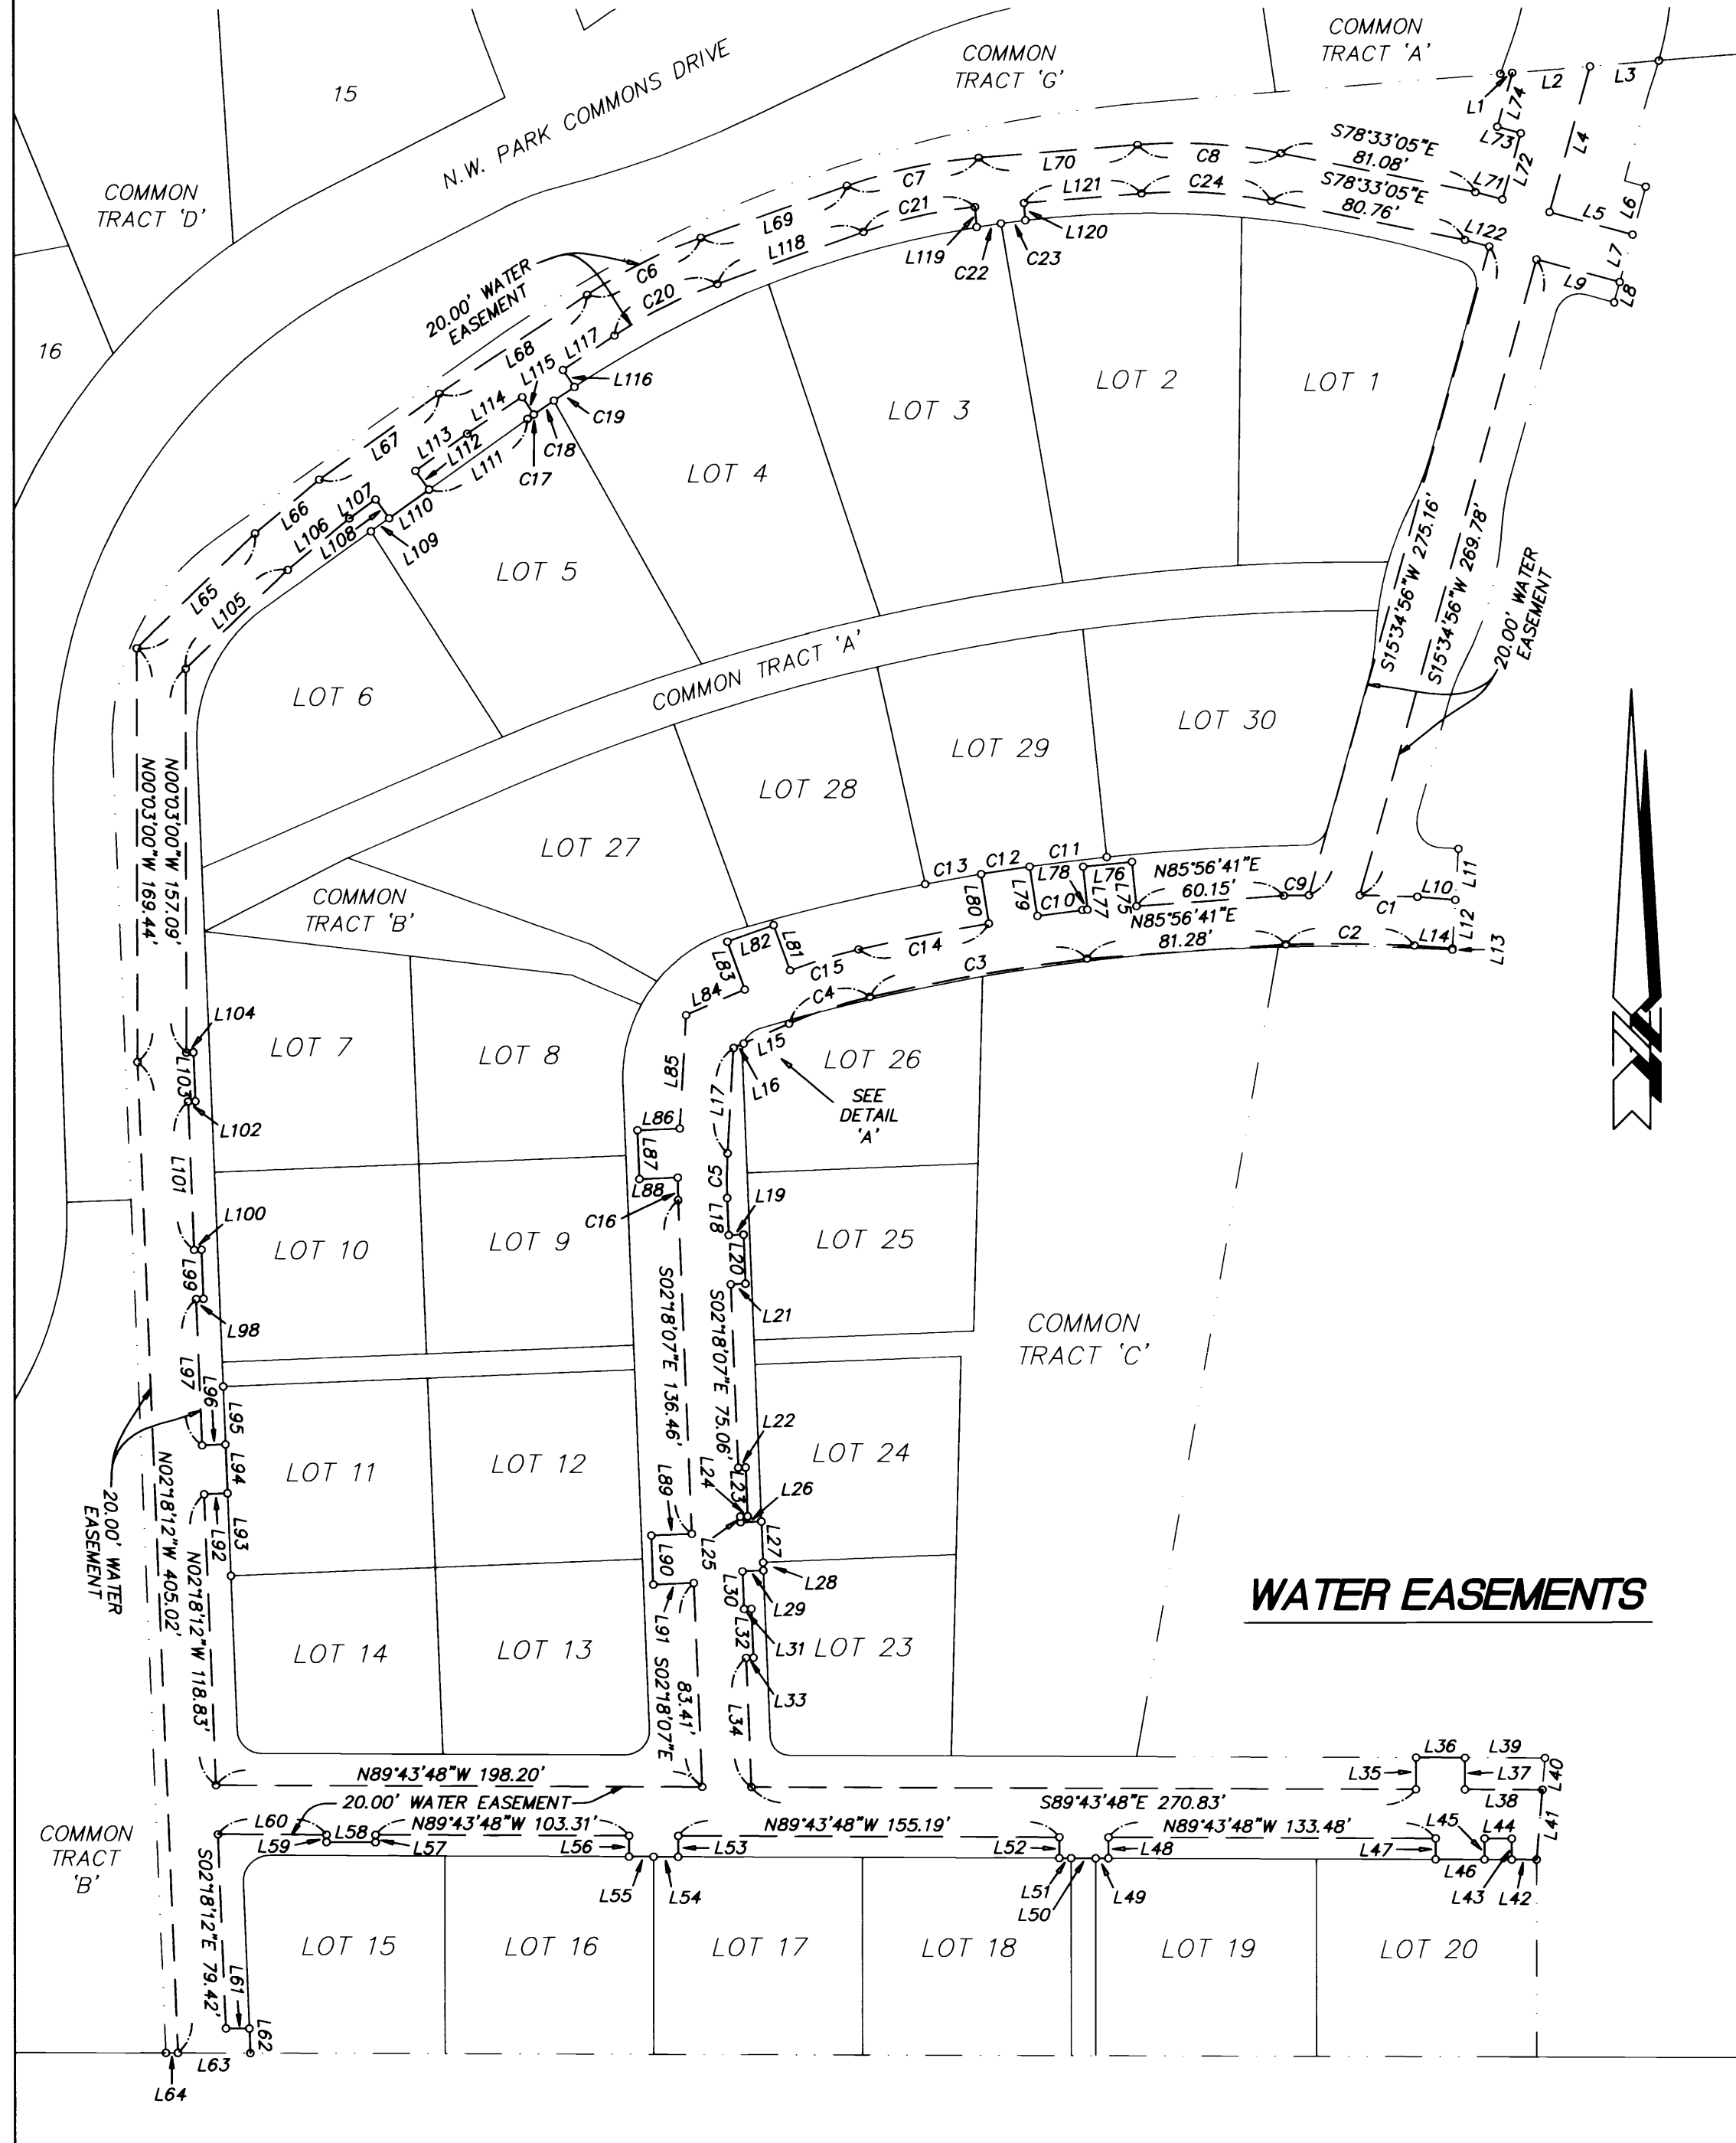 COMMON
TRACT 'A'
COMMON
TRACT 'G'
15
N.W. PARK COMMONS DRIVE
COMMON
TRACT 'D'
16
L1
L74
L2
L3
L73
L72
L4
L71
L5
L6
L7
L8
L9
S78°33'05"E
81.08'
S78°33'05"E
80.76'
L122
C8
C24
L70
L121
L120
C7
C21
L119
C22
C23
L69
L118
C6
C20
20.00' WATER
EASEMENT
L68
L117
L115
L116
L114
C19
C18
C17
L67
L113
L112
L111
L66
L107
L106
L108
L110
L109
L65
L105
LOT 1
LOT 2
LOT 3
LOT 4
LOT 5
LOT 6
COMMON TRACT 'A'
S15°34'56"W 275.16'
S15°34'56"W 269.78'
20.00' WATER
EASEMENT
LOT 30
LOT 29
LOT 28
LOT 27
COMMON
TRACT 'B'
N00°03'00"W 157.09'
N00°03'00"W 169.44'
C13
C12
C11
L78
L76
N85°56'41"E
60.15'
C9
L80
L79
C10
L77
L75
N85°56'41"E
81.28'
C1
L10
L11
L12
C2
L14
L13
L82
L81
L83
C15
C14
C3
L84
C4
L15
L16
L85
L17
SEE
DETAIL
'A'
LOT 26
L104
L103
L102
LOT 7
LOT 8
L86
L87
L88
C5
L19
L18
C16
L20
L21
L101
L100
L99
L98
LOT 10
LOT 9
LOT 25
S02°18'07"E 136.46'
S02°18'07"E 75.06'
COMMON
TRACT 'C'
L97
L96
L95
L94
L93
L92
20.00' WATER
EASEMENT
N02°18'12"W 405.02'
N02°18'12"W 118.83'
LOT 11
LOT 12
L89
L90
L91
L24
L22
L23
L26
L25
LOT 24
L27
L28
L30
L29
L31
L32
L33
L34
LOT 14
LOT 13
S02°18'07"E
83.41'
LOT 23
WATER EASEMENTS
N89°43'48"W 198.20'
20.00' WATER EASEMENT
S89°43'48"E 270.83'
L35
L36
L37
L39
L38
L40
L41
L60
L59
L58
L57
N89°43'48"W 103.31'
L56
N89°43'48"W 155.19'
L53
L52
N89°43'48"W 133.48'
L48
L47
L45
L44
L46
L43
L42
L55
L54
L51
L50
L49
COMMON
TRACT
'B'
S02°18'12"E 79.42'
L61
L62
L63
L64
LOT 15
LOT 16
LOT 17
LOT 18
LOT 19
LOT 20